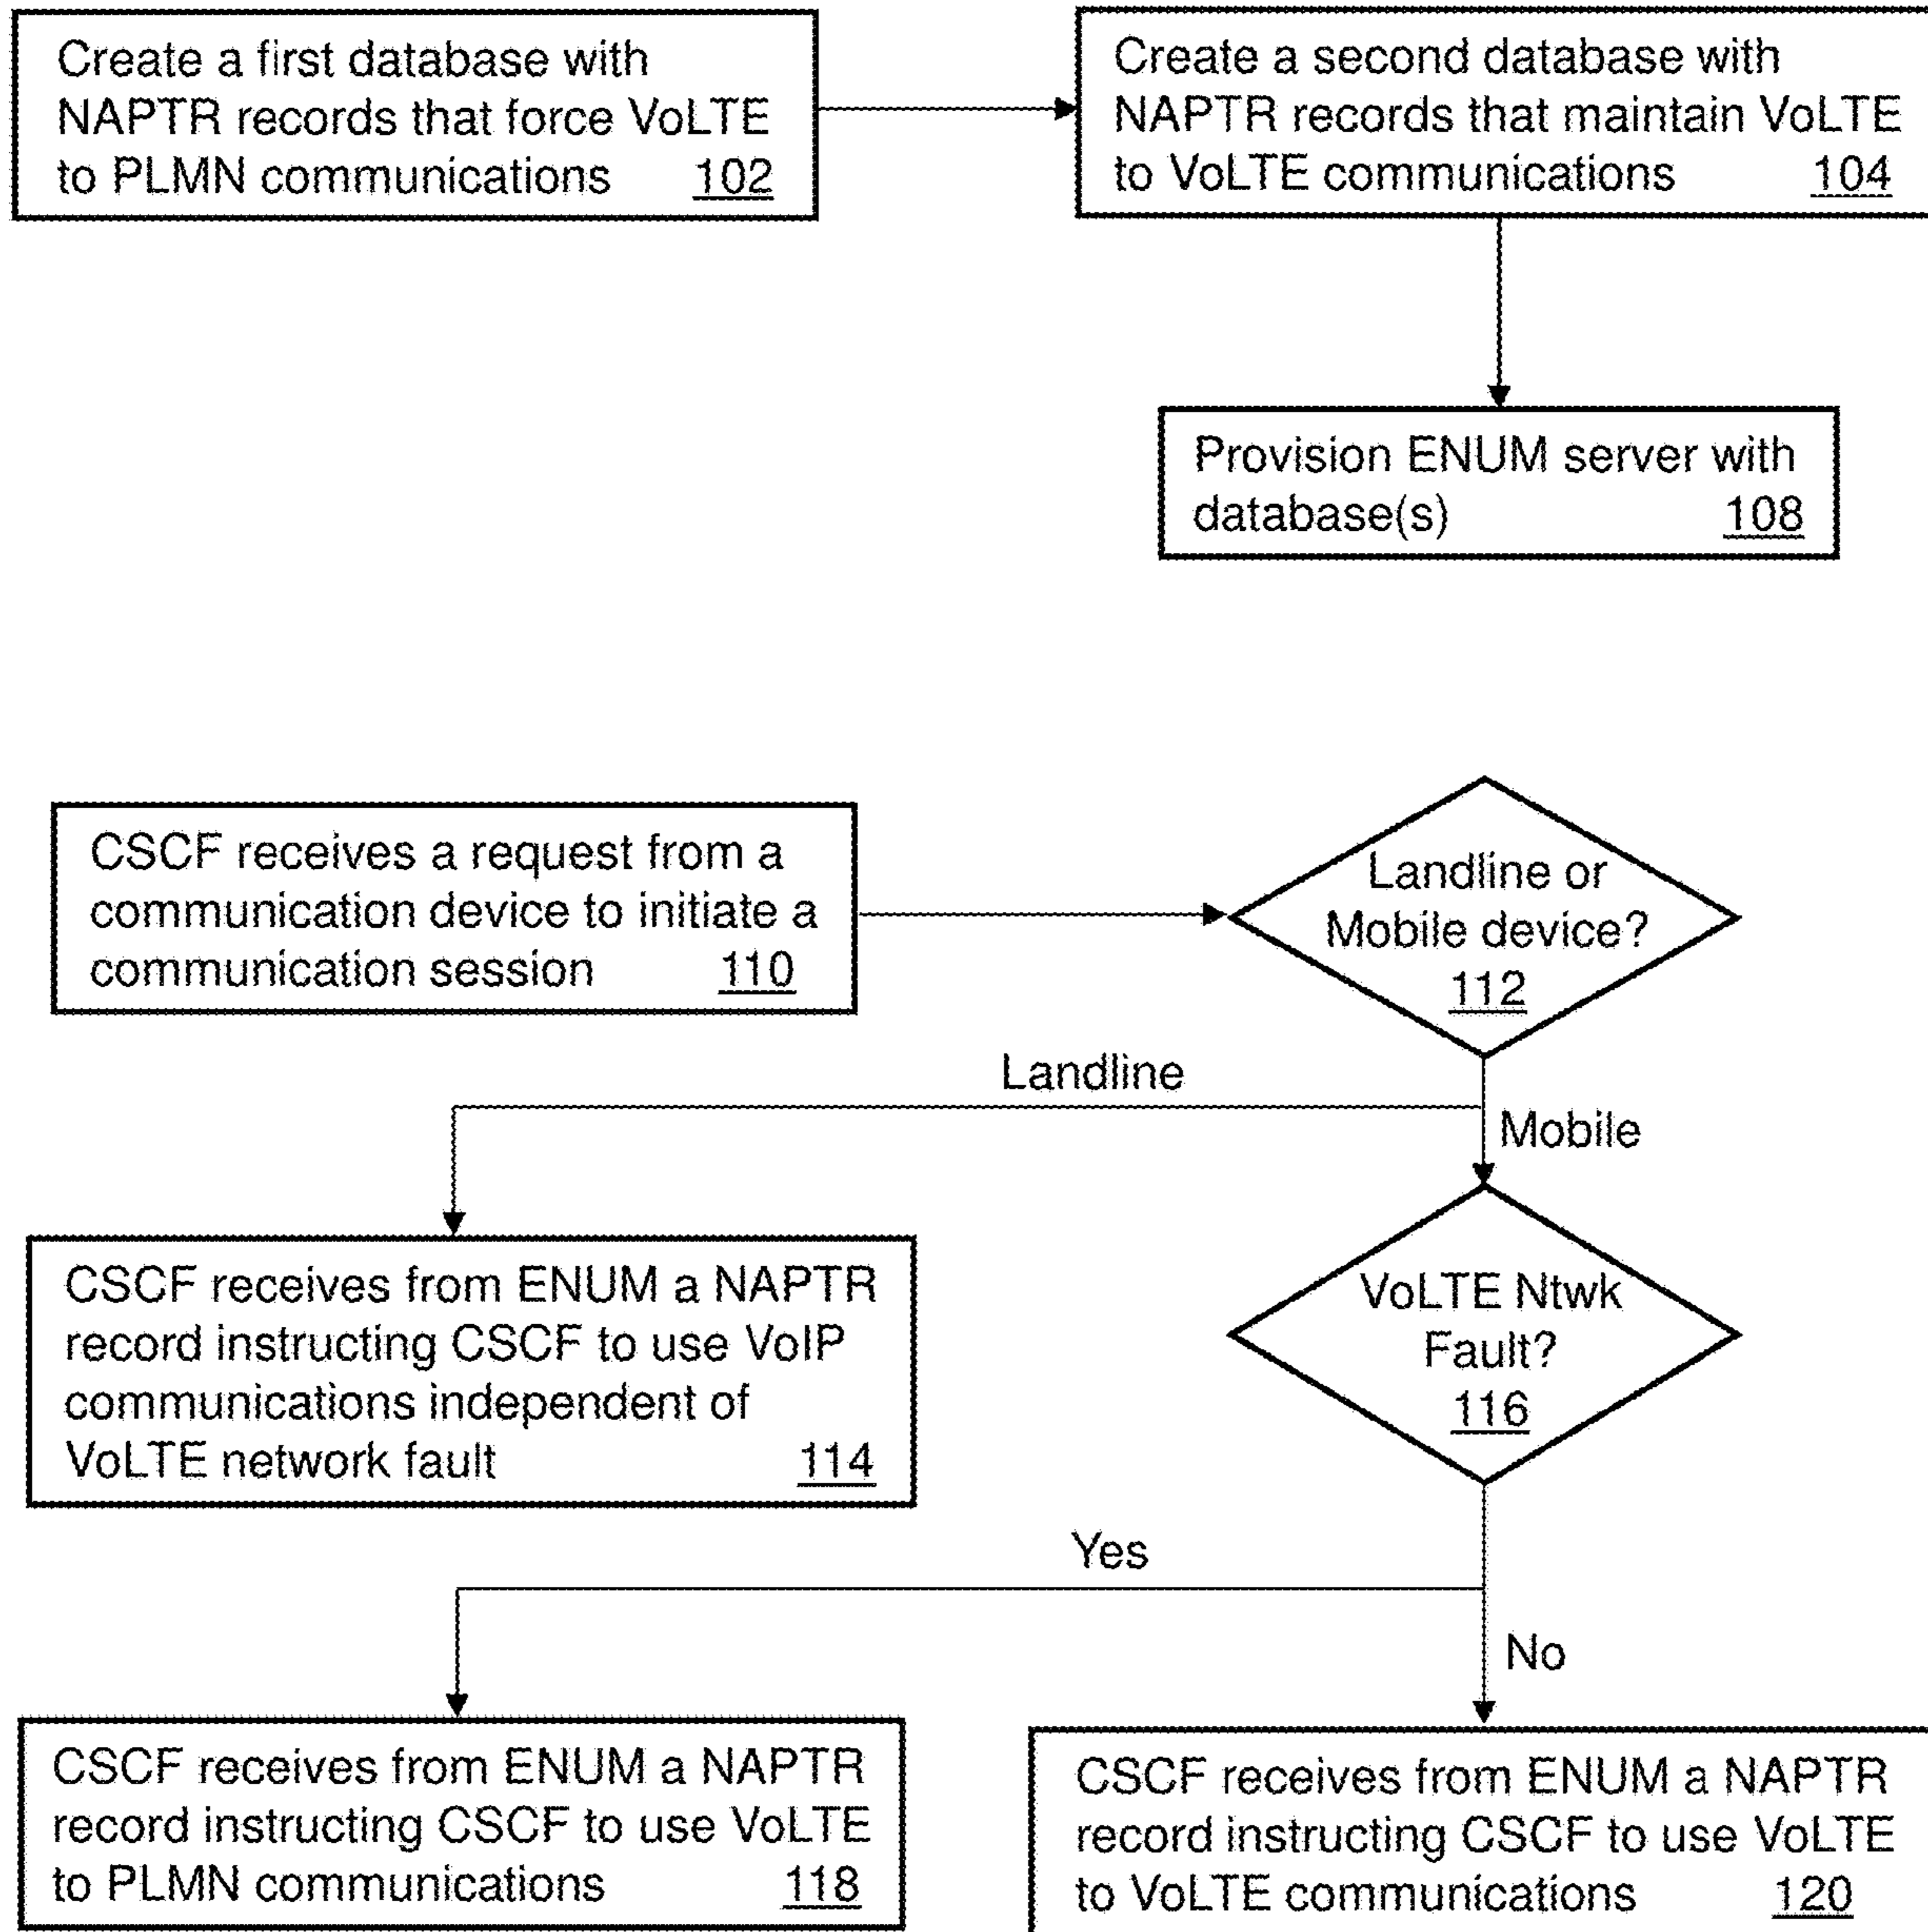 Create a first database with
NAPTR records that force VoLTE
to PLMN communications 102
Create a second database with
NAPTR records that maintain VoLTE
to VoLTE communications 104
Provision ENUM server with
database(s) 108
CSCF receives a request from a
communication device to initiate a
communication session 110
Landline or
Mobile device?
112
Landline
Mobile
CSCF receives from ENUM a NAPTR
record instructing CSCF to use VoIP
communications independent of
VoLTE network fault 114
VoLTE Ntwk
Fault?
116
Yes
No
CSCF receives from ENUM a NAPTR
record instructing CSCF to use VoLTE
to PLMN communications 118
CSCF receives from ENUM a NAPTR
record instructing CSCF to use VoLTE
to VoLTE communications 120